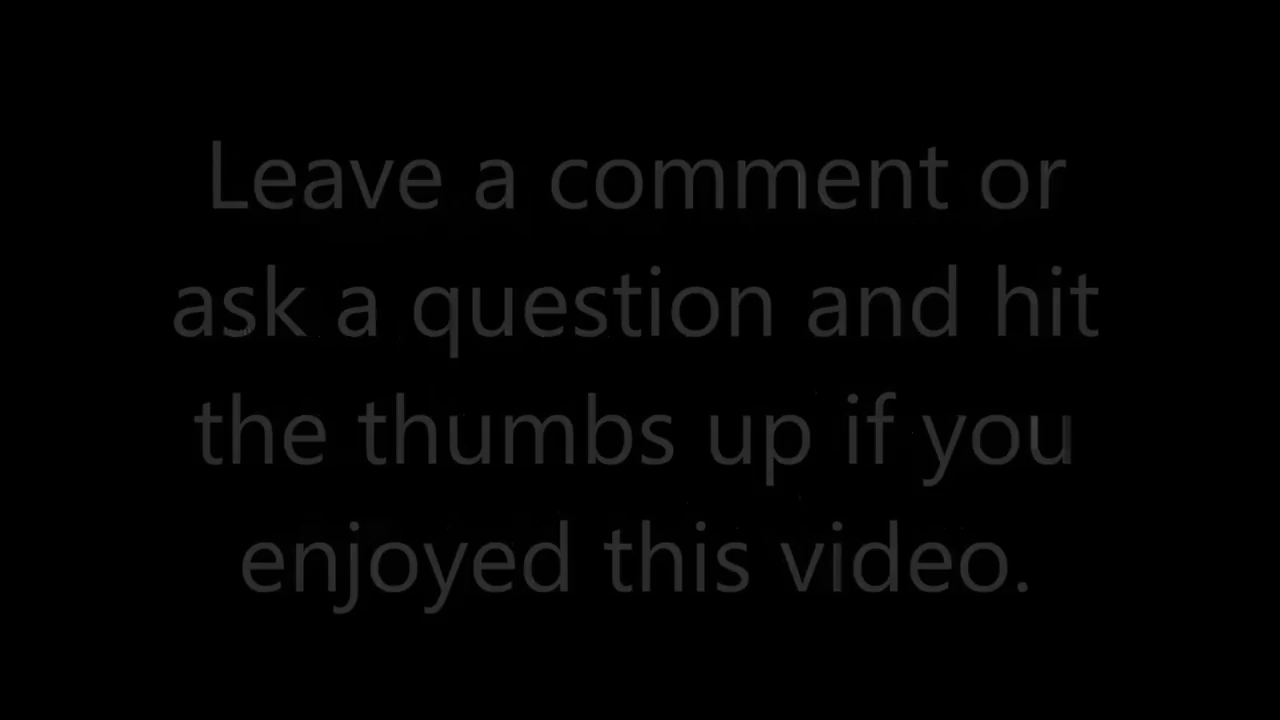 Leave a comment or
ask a question and hit
the thumbs up if you
enjoyed this video.